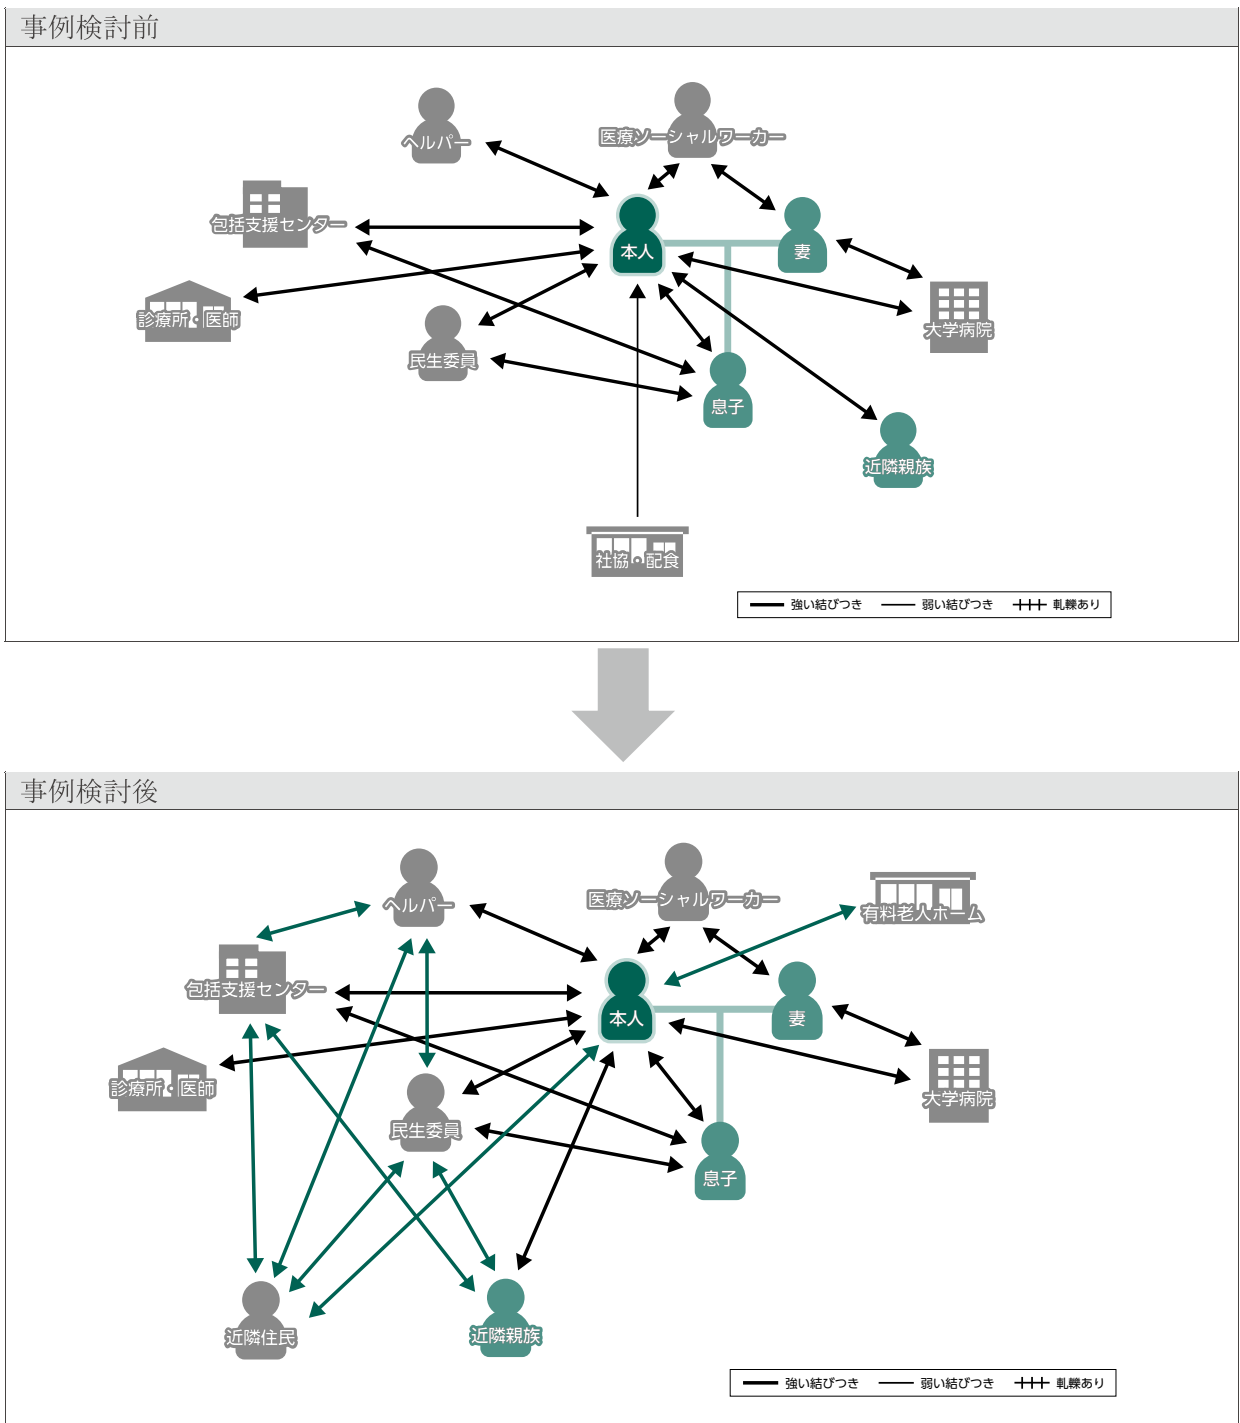 事例検討前
ヘルパー
医療ソーシャルワーカー
包括支援センター
本人
妻
診療所・医師
大学病院
民生委員
息子
近隣親族
社協・配食
強い結びつき 弱い結びつき 軋轢あり
事例検討後
ヘルパー
医療ソーシャルワーカー
有料老人ホーム
包括支援センター
本人
妻
診療所・医師
大学病院
民生委員
息子
近隣住民
近隣親族
強い結びつき 弱い結びつき 軋轢あり